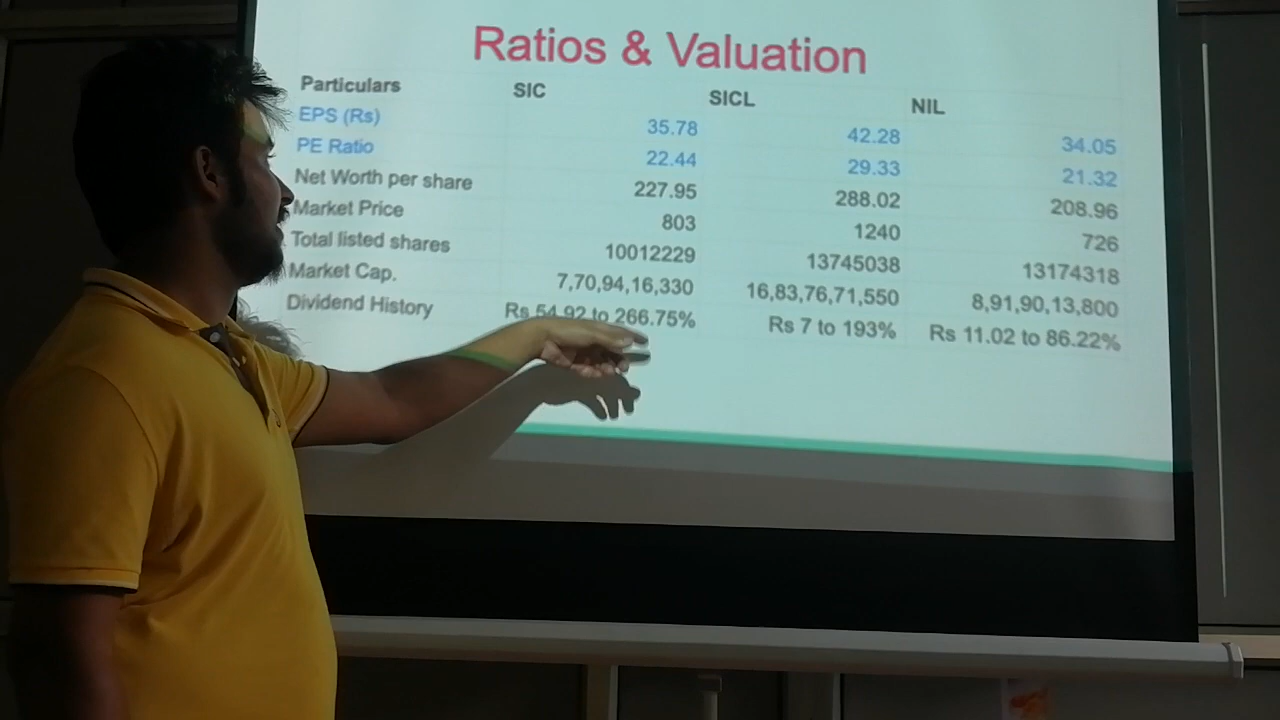 Ratios & Valuation
Particulars SIC SICL NIL
EPS (Rs) 35.78 42.28 34.05
PE Ratio 22.44 29.33 21.32
Net Worth per share 227.95 288.02 208.96
Market Price 803 1240 726
Total listed shares 10012229 13745038 13174318
Market Cap. 7,70,94,16,330 16,83,76,71,550 8,91,90,13,800
Dividend History Rs 54.92 to 266.75% Rs 7 to 193% Rs 11.02 to 86.22%